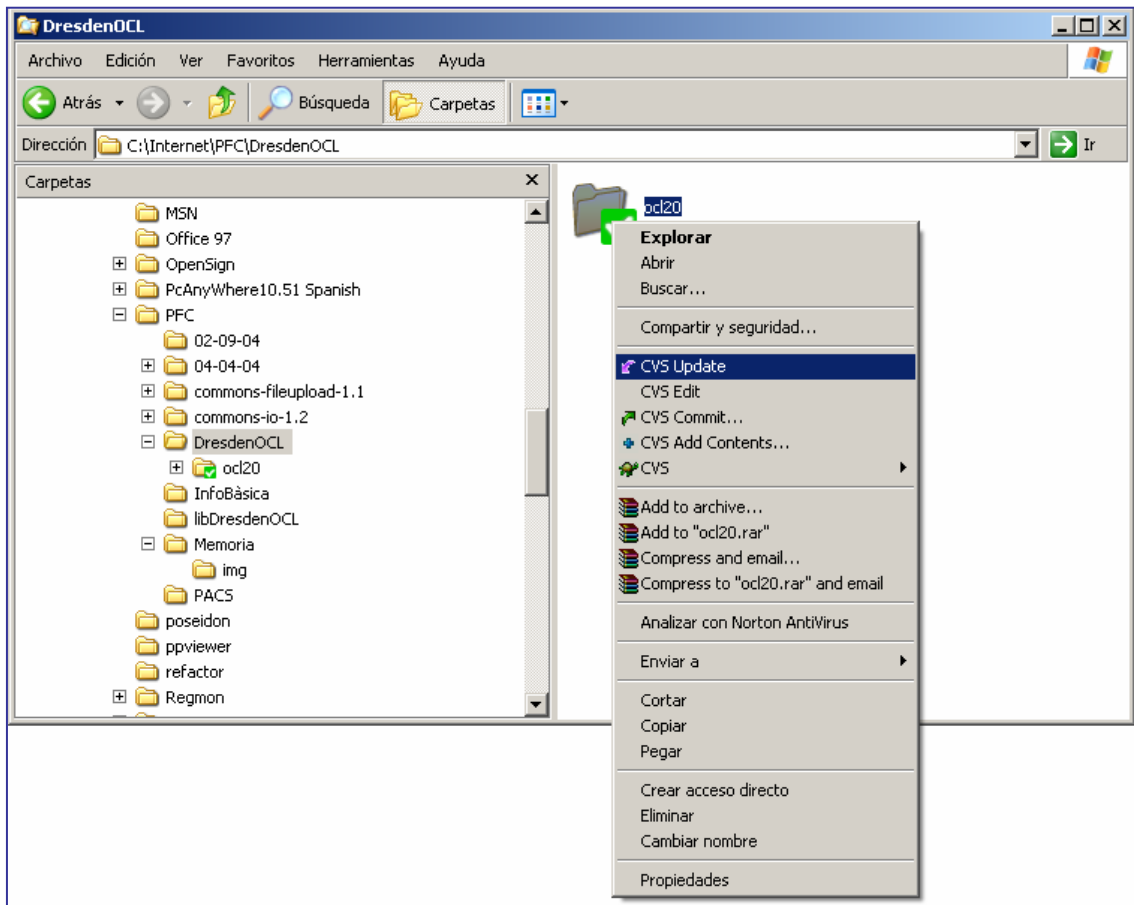 DresdenOCL
Archivo Edición Ver Favoritos Herramientas Ayuda
Atrás Búsqueda Carpetas
Dirección C:\Internet\PFC\DresdenOCL Ir
Carpetas
MSN
Office 97
OpenSign
PcAnyWhere10.51 Spanish
PFC
02-09-04
04-04-04
commons-fileupload-1.1
commons-io-1.2
DresdenOCL
ocl20
InfoBàsica
libDresdenOCL
Memoria
img
PACS
poseidon
ppviewer
refactor
Regmon
ocl20
Explorar
Abrir
Buscar...
Compartir y seguridad...
CVS Update
CVS Edit
CVS Commit...
CVS Add Contents...
CVS
Add to archive...
Add to "ocl20.rar"
Compress and email...
Compress to "ocl20.rar" and email
Analizar con Norton AntiVirus
Enviar a
Cortar
Copiar
Pegar
Crear acceso directo
Eliminar
Cambiar nombre
Propiedades